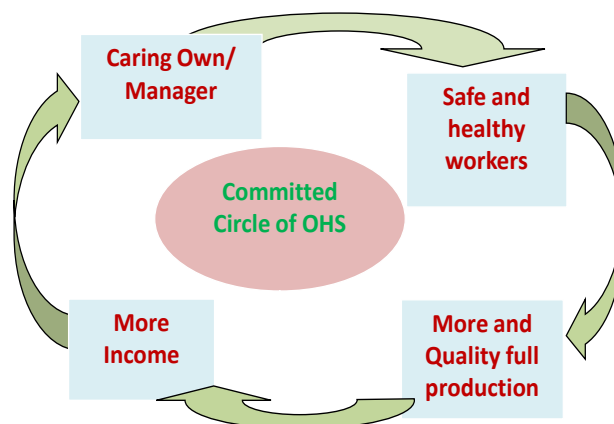 Caring Own/
Manager
Safe and
healthy
workers
Committed
Circle of OHS
More
Income
More and
Quality full
production